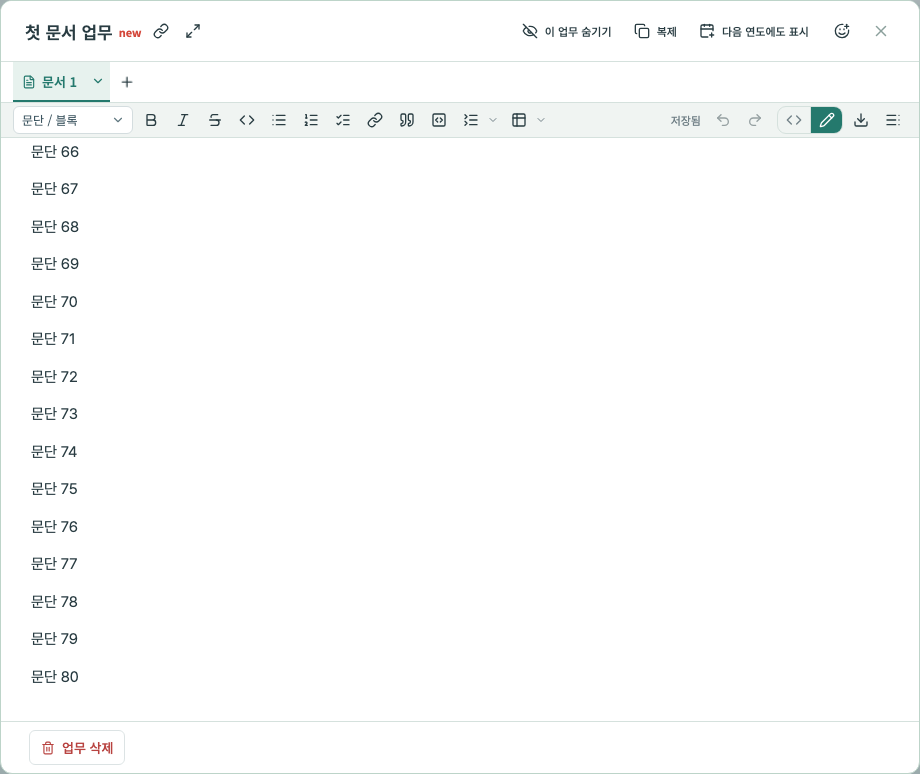 첫 문서 업무 new
이 업무 숨기기 복제 다음 연도에도 표시
문서 1
문단 / 블록
저장됨
문단 66
문단 67
문단 68
문단 69
문단 70
문단 71
문단 72
문단 73
문단 74
문단 75
문단 76
문단 77
문단 78
문단 79
문단 80
업무 삭제